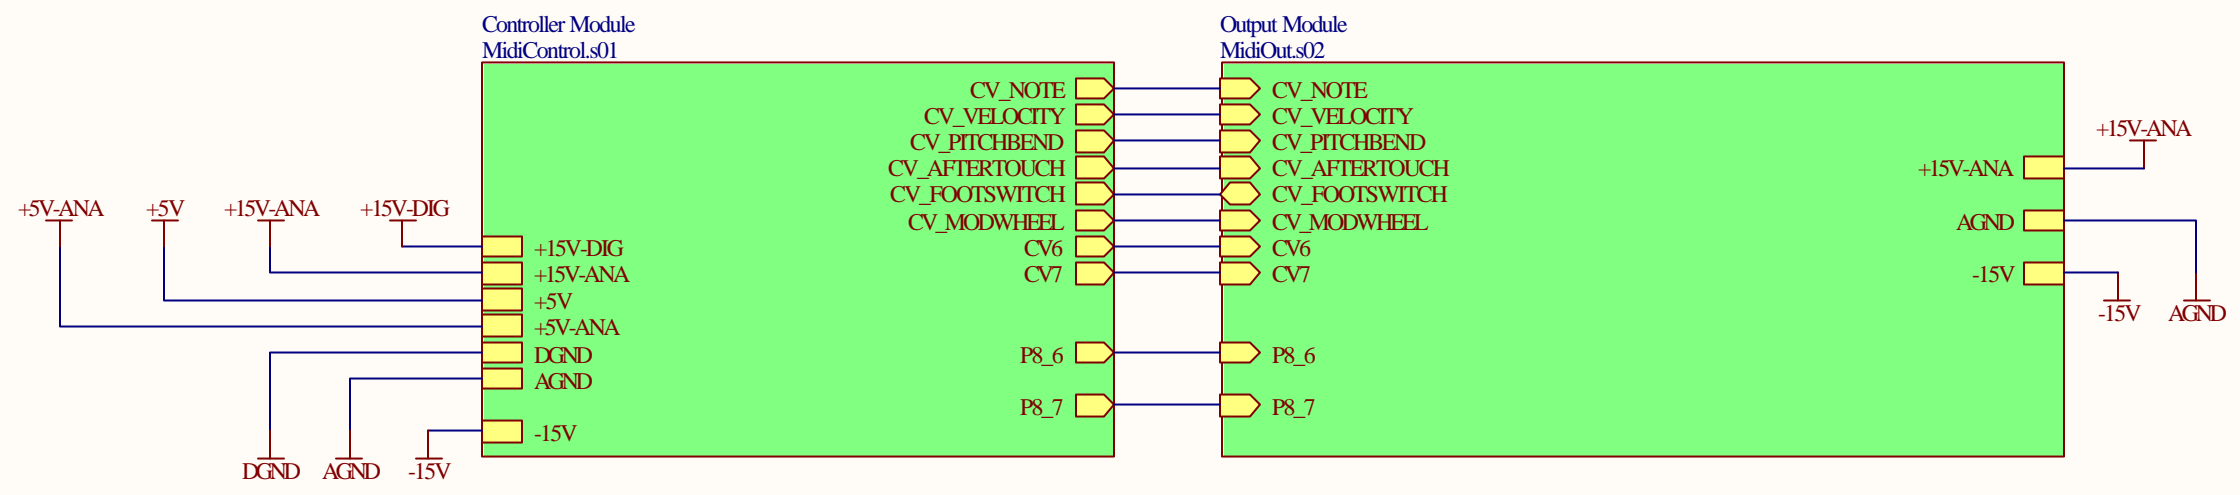 Controller Module
MidiControl.s01
Output Module
MidiOut.s02
CV_NOTE
CV_VELOCITY
CV_PITCHBEND
CV_AFTERTOUCH
CV_FOOTSWITCH
CV_MODWHEEL
CV6
CV7
P8_6
P8_7
+5V-ANA
+5V
+15V-ANA
+15V-DIG
+15V-DIG
+15V-ANA
+5V
+5V-ANA
DGND
AGND
-15V
DGND
AGND
-15V
CV_NOTE
CV_VELOCITY
CV_PITCHBEND
CV_AFTERTOUCH
CV_FOOTSWITCH
CV_MODWHEEL
CV6
CV7
P8_6
P8_7
+15V-ANA
AGND
-15V
+15V-ANA
-15V
AGND